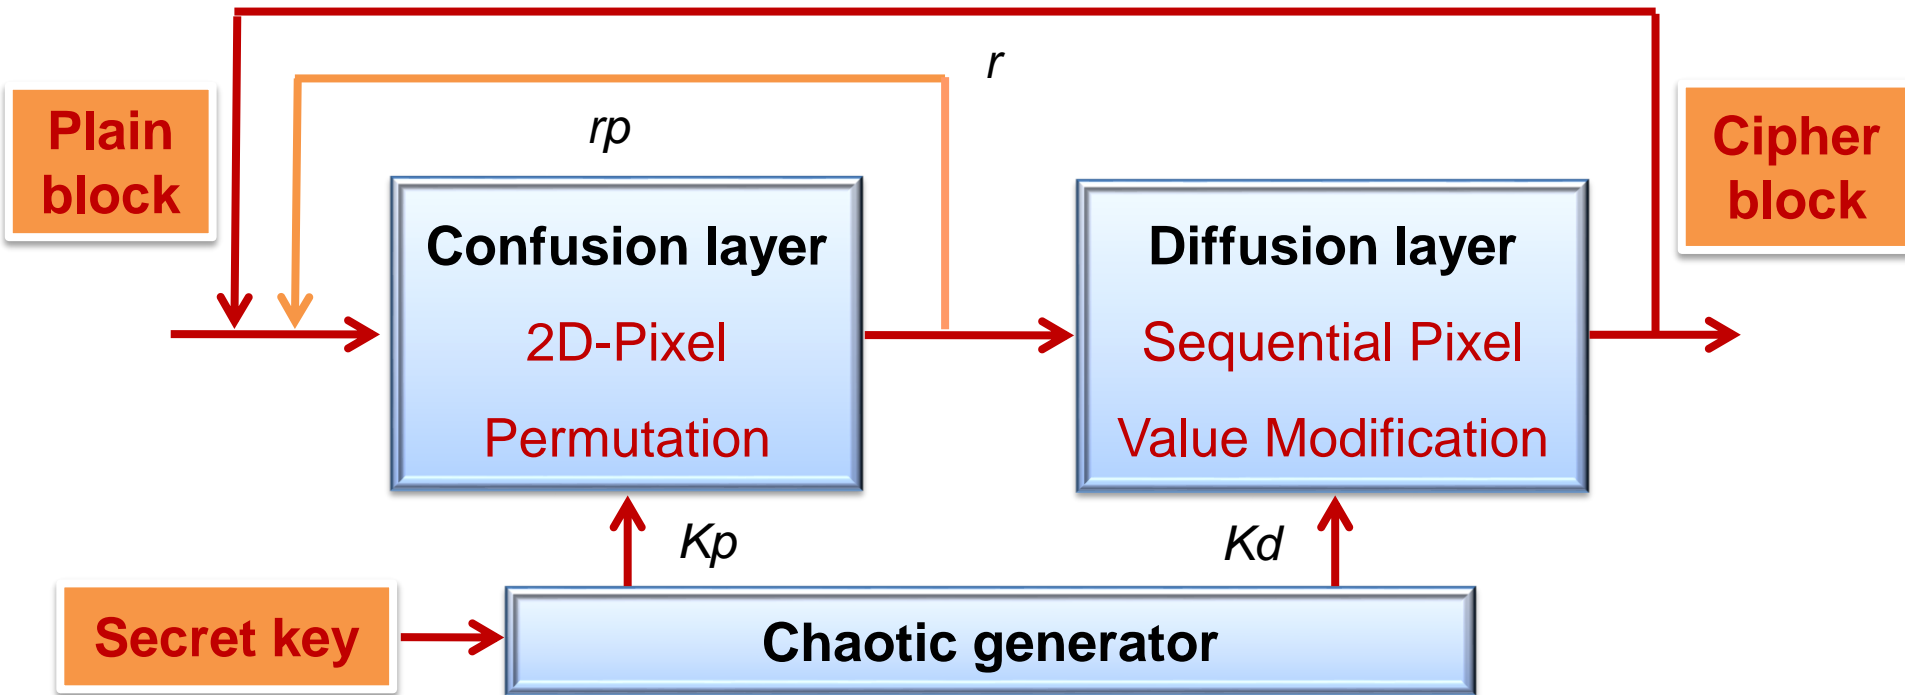 r
Plain
block
rp
Cipher
block
Confusion layer
2D-Pixel
Permutation
Diffusion layer
Sequential Pixel
Value Modification
Kp
Kd
Secret key
Chaotic generator